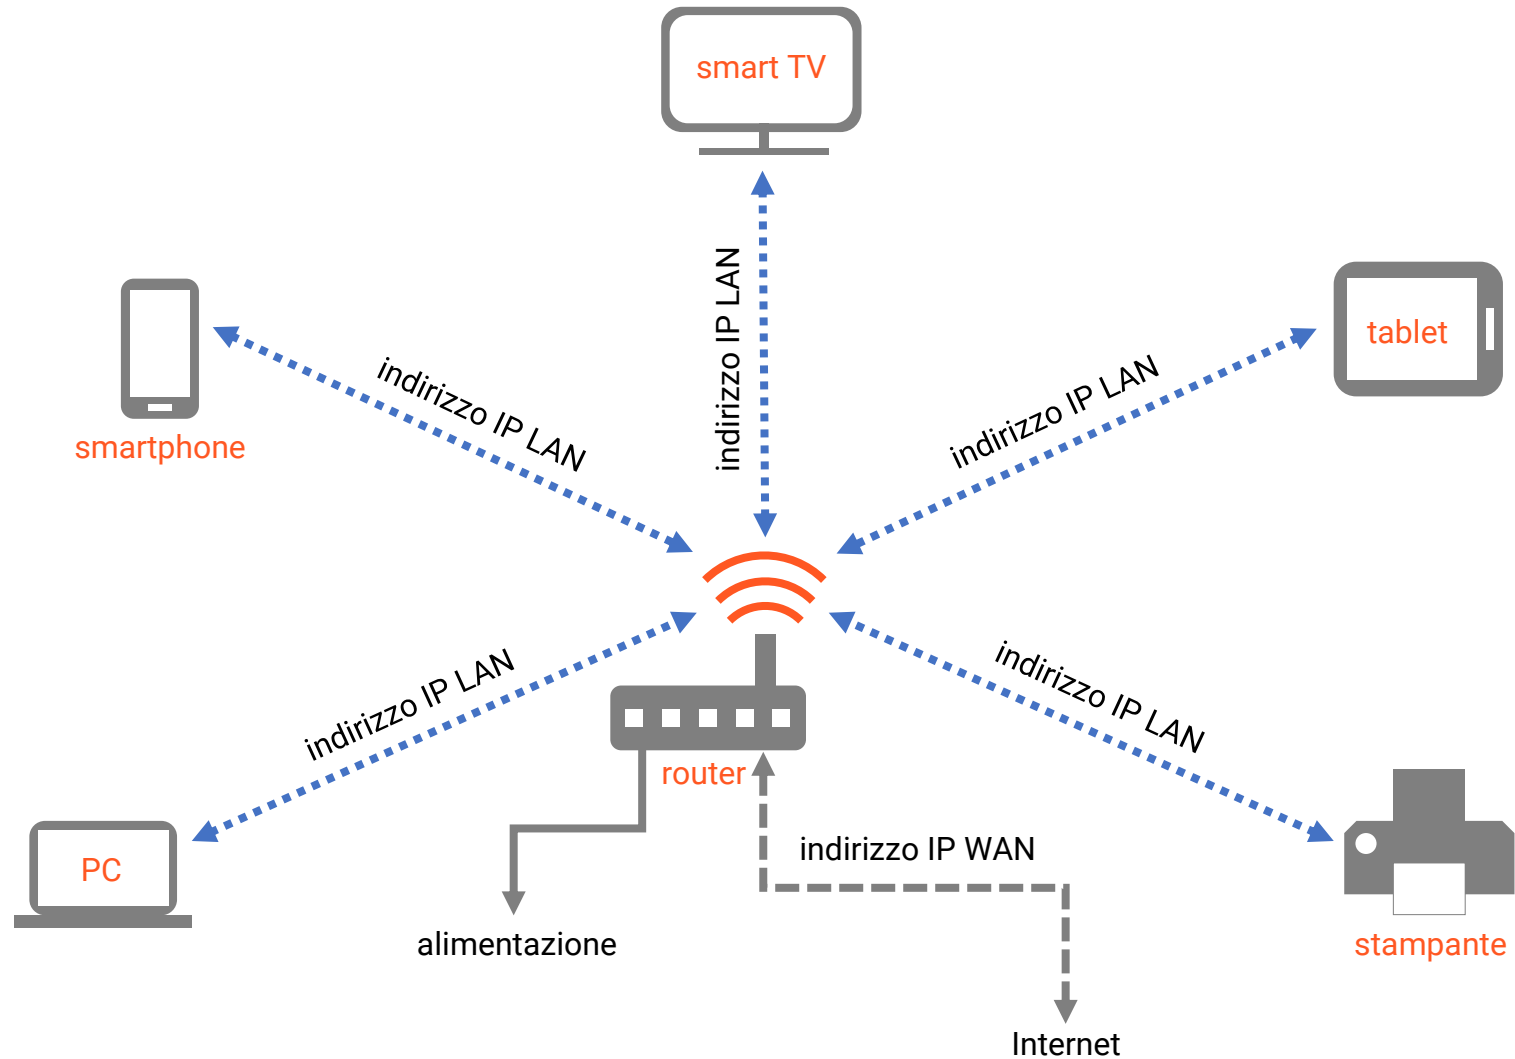 smart TV
indirizzo IP LAN
tablet
indirizzo IP LAN
indirizzo IP LAN
smartphone
indirizzo IP LAN
indirizzo IP LAN
router
PC
indirizzo IP WAN
alimentazione
stampante
Internet